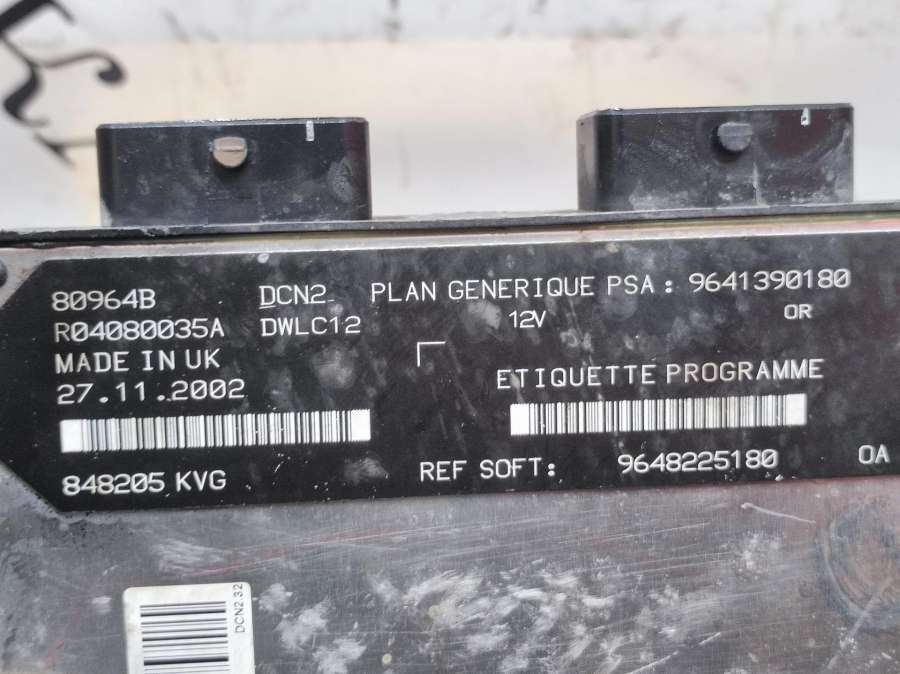 80964B DCN2 PLAN GENERIQUE PSA : 9641390180
R04080035A DWLC12 12V OR
MADE IN UK
27.11.2002 ETIQUETTE PROGRAMME
848205 KVG REF SOFT: 9648225180 0A
DCN2.32